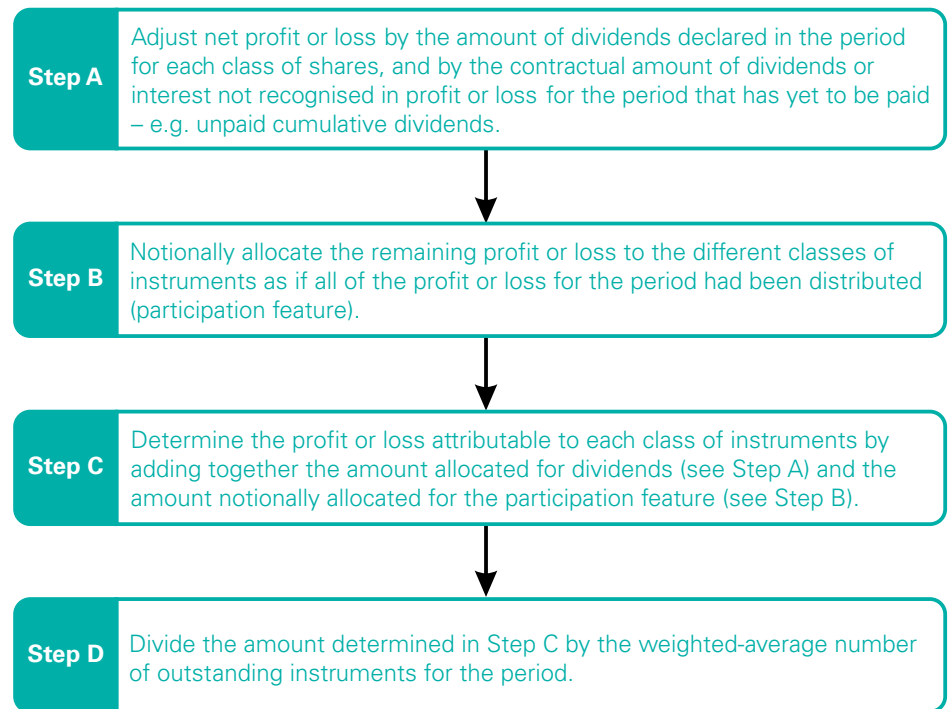 Step A
Adjust net profit or loss by the amount of dividends declared in the period
for each class of shares, and by the contractual amount of dividends or
interest not recognised in profit or loss for the period that has yet to be paid
– e.g. unpaid cumulative dividends.
Step B
Notionally allocate the remaining profit or loss to the different classes of
instruments as if all of the profit or loss for the period had been distributed
(participation feature).
Step C
Determine the profit or loss attributable to each class of instruments by
adding together the amount allocated for dividends (see Step A) and the
amount notionally allocated for the participation feature (see Step B).
Step D
Divide the amount determined in Step C by the weighted-average number
of outstanding instruments for the period.